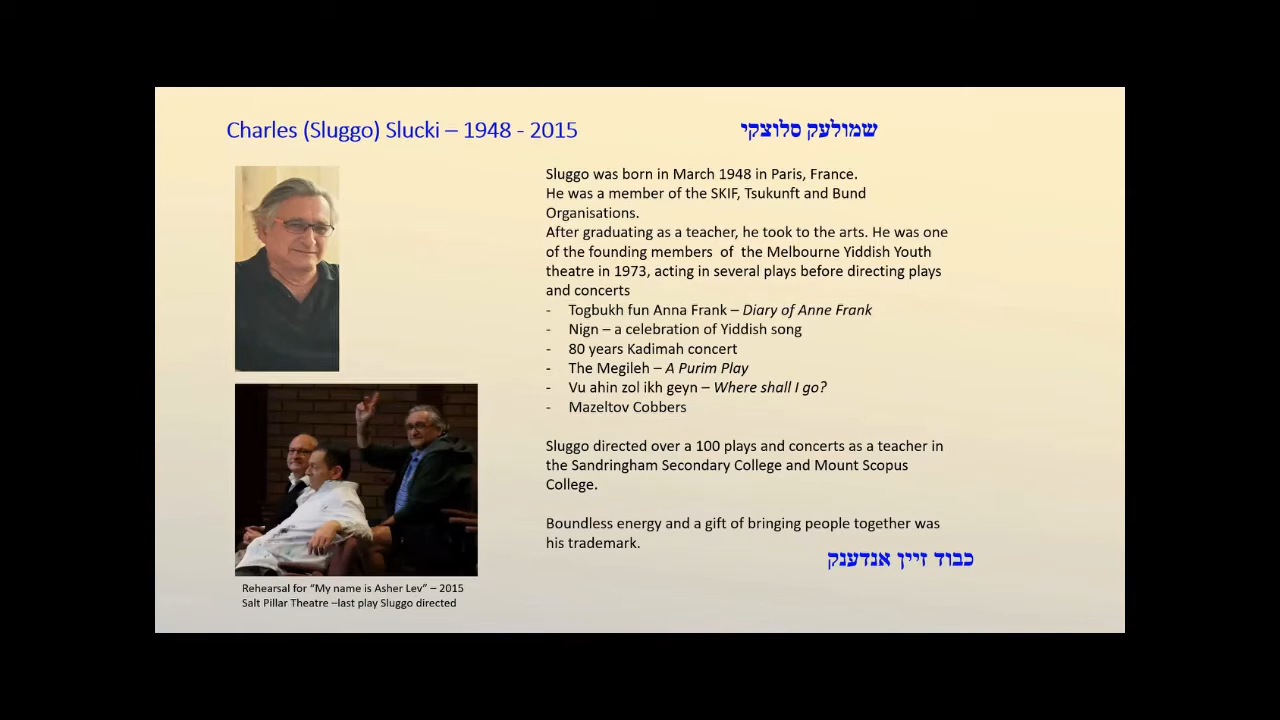 Charles (Sluggo) Slucki – 1948 - 2015
שמולעק סלוצקי
Sluggo was born in March 1948 in Paris, France.
He was a member of the SKIF, Tsukunft and Bund
Organisations.
After graduating as a teacher, he took to the arts. He was one
of the founding members of the Melbourne Yiddish Youth
theatre in 1973, acting in several plays before directing plays
and concerts
- Togbukh fun Anna Frank – Diary of Anne Frank
- Nign – a celebration of Yiddish song
- 80 years Kadimah concert
- The Megileh – A Purim Play
- Vu ahin zol ikh geyn – Where shall I go?
- Mazeltov Cobbers
Sluggo directed over a 100 plays and concerts as a teacher in
the Sandringham Secondary College and Mount Scopus
College.
Boundless energy and a gift of bringing people together was
his trademark.
כבוד זיין אנדענק
Rehearsal for “My name is Asher Lev” – 2015
Salt Pillar Theatre –last play Sluggo directed